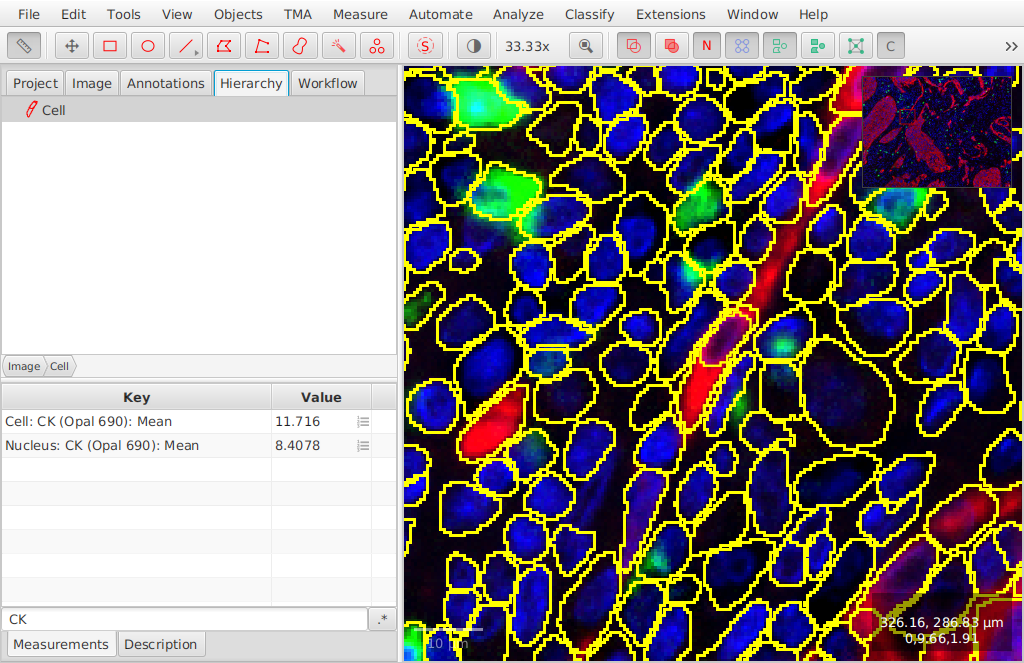 File Edit Tools View Objects TMA Measure Automate Analyze Classify Extensions Window Help
S 33.33x N C
Project Image Annotations Hierarchy Workflow
Cell
Image Cell
Key Value
Cell: CK (Opal 690): Mean 11.716
Nucleus: CK (Opal 690): Mean 8.4078
CK .*
Measurements Description
10 µm
326.16, 286.83 µm
0,9.66,1.91